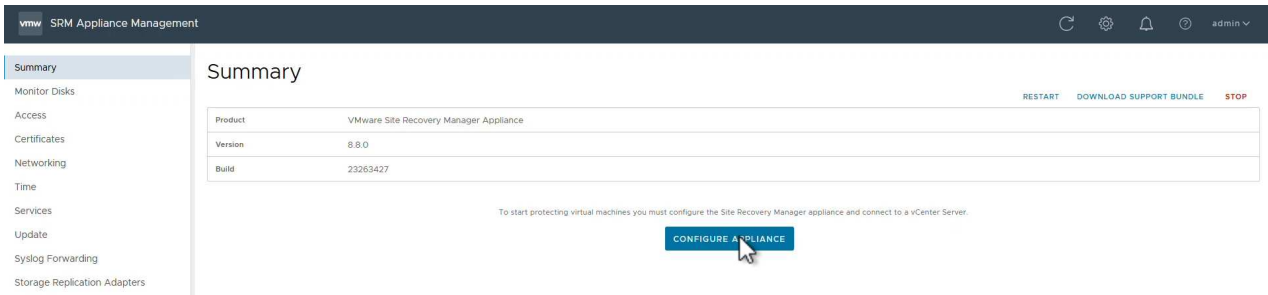 vmw SRM Appliance Management admin
Summary
Monitor Disks
Access
Certificates
Networking
Time
Services
Update
Syslog Forwarding
Storage Replication Adapters
Summary
RESTART DOWNLOAD SUPPORT BUNDLE STOP
Product VMware Site Recovery Manager Appliance
Version 8.8.0
Build 23263427
To start protecting virtual machines you must configure the Site Recovery Manager appliance and connect to a vCenter Server.
CONFIGURE APPLIANCE